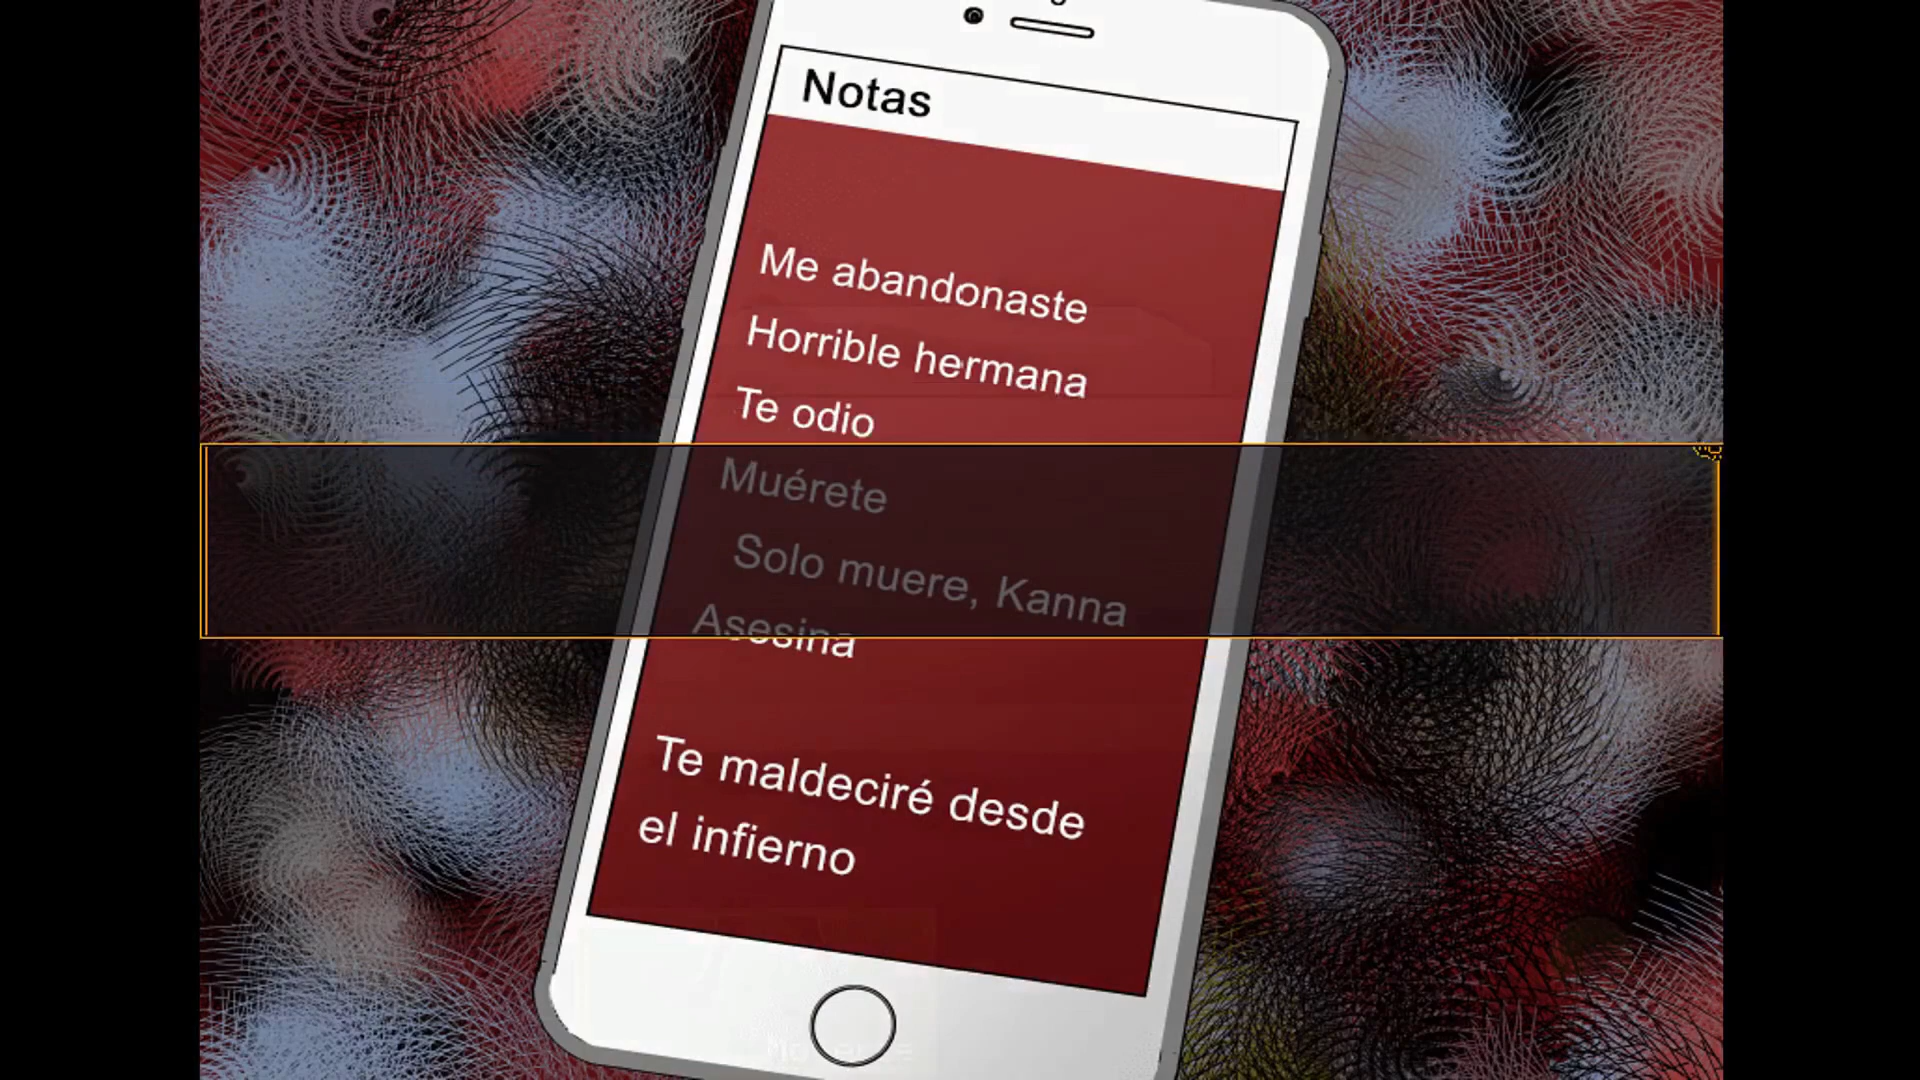 Notas
Me abandonaste
Horrible hermana
Te odio
Muérete
Solo muere, Kanna
Asesina
Te maldeciré desde
el infierno